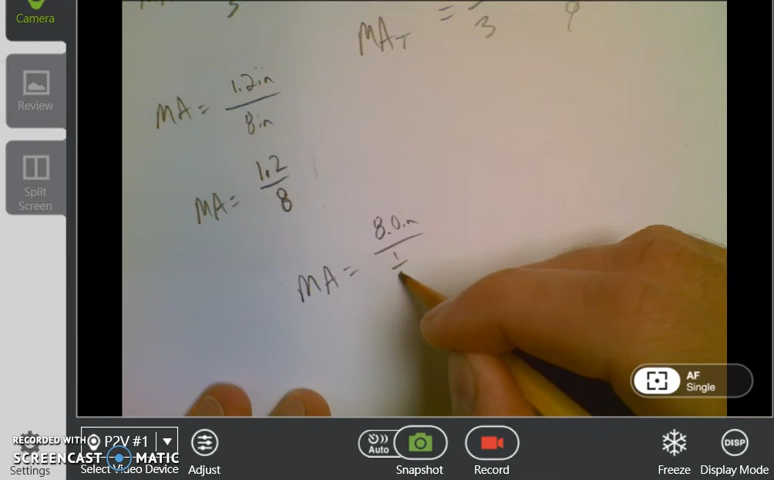 Camera
Review
Split
Screen
Settings
3
MA_T = 
3
MA = 1.2in
8in
MA = 1.2
8
MA = 8.0in
1
AF
Single
RECORDED WITH
SCREENCAST MATIC
P2V #1
Select Video Device
Adjust
Auto
Snapshot
Record
Freeze
DISP
Display Mode